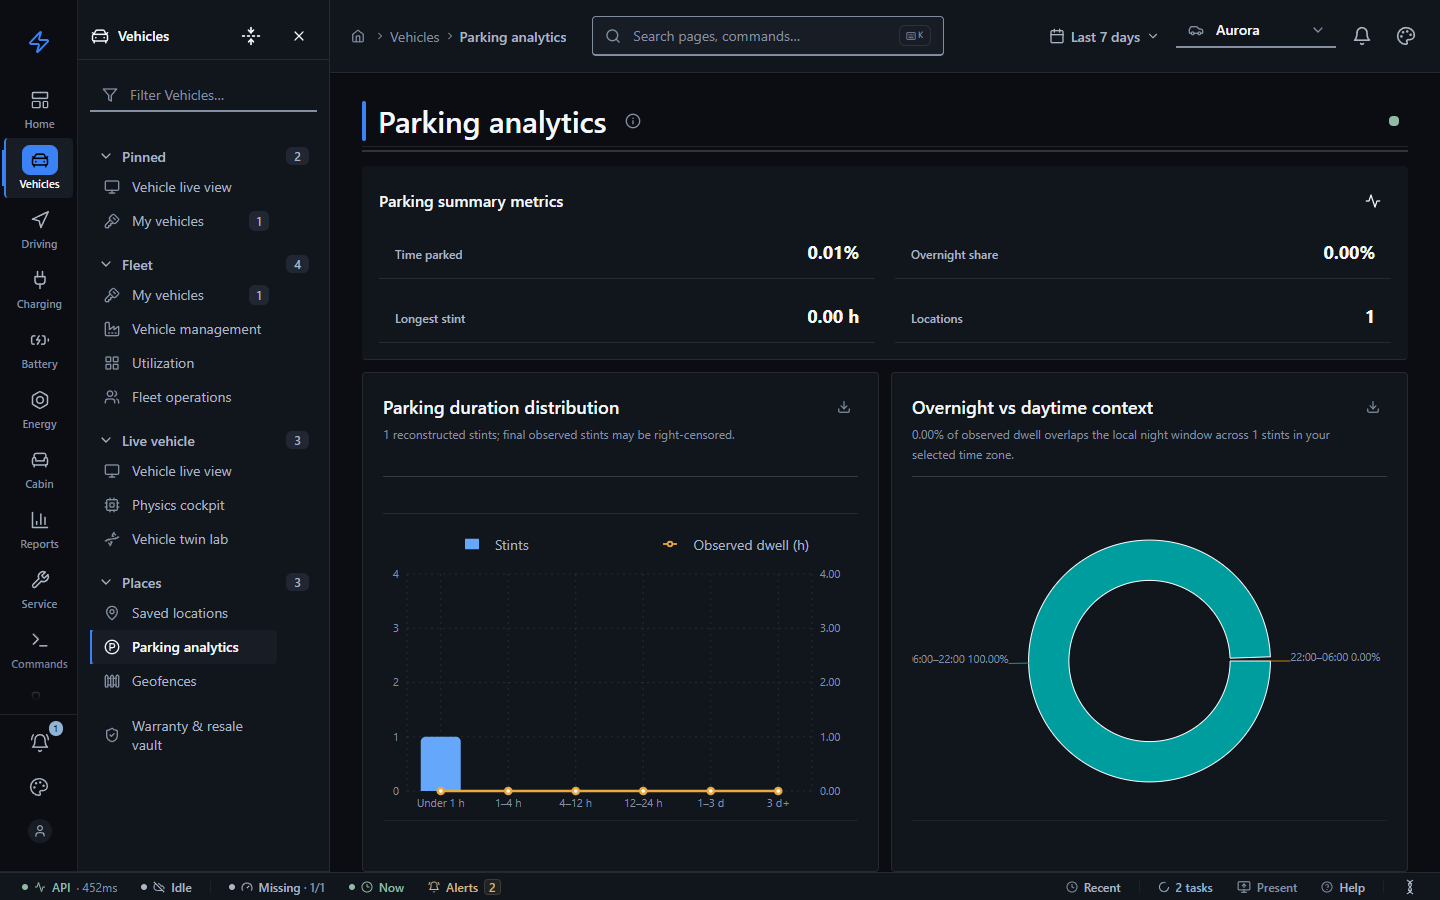 Home
Vehicles
Driving
Charging
Battery
Energy
Cabin
Reports
Service
Commands
1
Vehicles
Filter Vehicles...
Pinned 2
Vehicle live view
My vehicles 1
Fleet 4
My vehicles 1
Vehicle management
Utilization
Fleet operations
Live vehicle 3
Vehicle live view
Physics cockpit
Vehicle twin lab
Places 3
Saved locations
Parking analytics
Geofences
Warranty & resale
vault
Vehicles
Parking analytics
Search pages, commands...
K
Last 7 days
Aurora
Parking analytics
Parking summary metrics
Time parked 0.01%
Overnight share 0.00%
Longest stint 0.00 h
Locations 1
Parking duration distribution
1 reconstructed stints; final observed stints may be right-censored.
Stints
Observed dwell (h)
4 4.00
3 3.00
2 2.00
1 1.00
0 0.00
Under 1 h 1–4 h 4–12 h 12–24 h 1–3 d 3 d+
Overnight vs daytime context
0.00% of observed dwell overlaps the local night window across 1 stints in your
selected time zone.
6:00–22:00 100.00%
22:00–06:00 0.00%
API · 452ms
Idle
Missing · 1/1
Now
Alerts 2
Recent
2 tasks
Present
Help